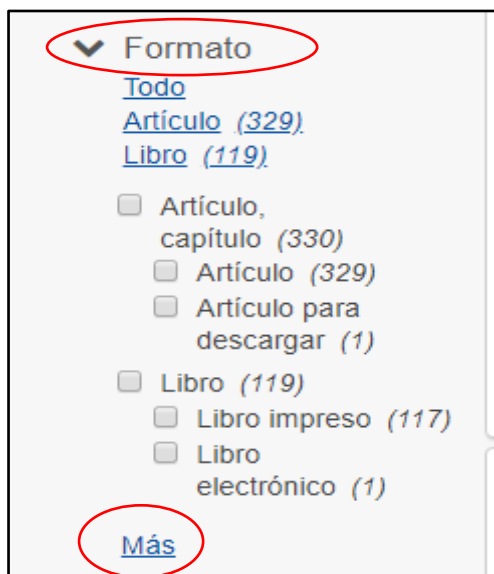 Formato
Todo
Artículo (329)
Libro (119)
Artículo,
capítulo (330)
Artículo (329)
Artículo para
descargar (1)
Libro (119)
Libro impreso (117)
Libro
electrónico (1)
Más